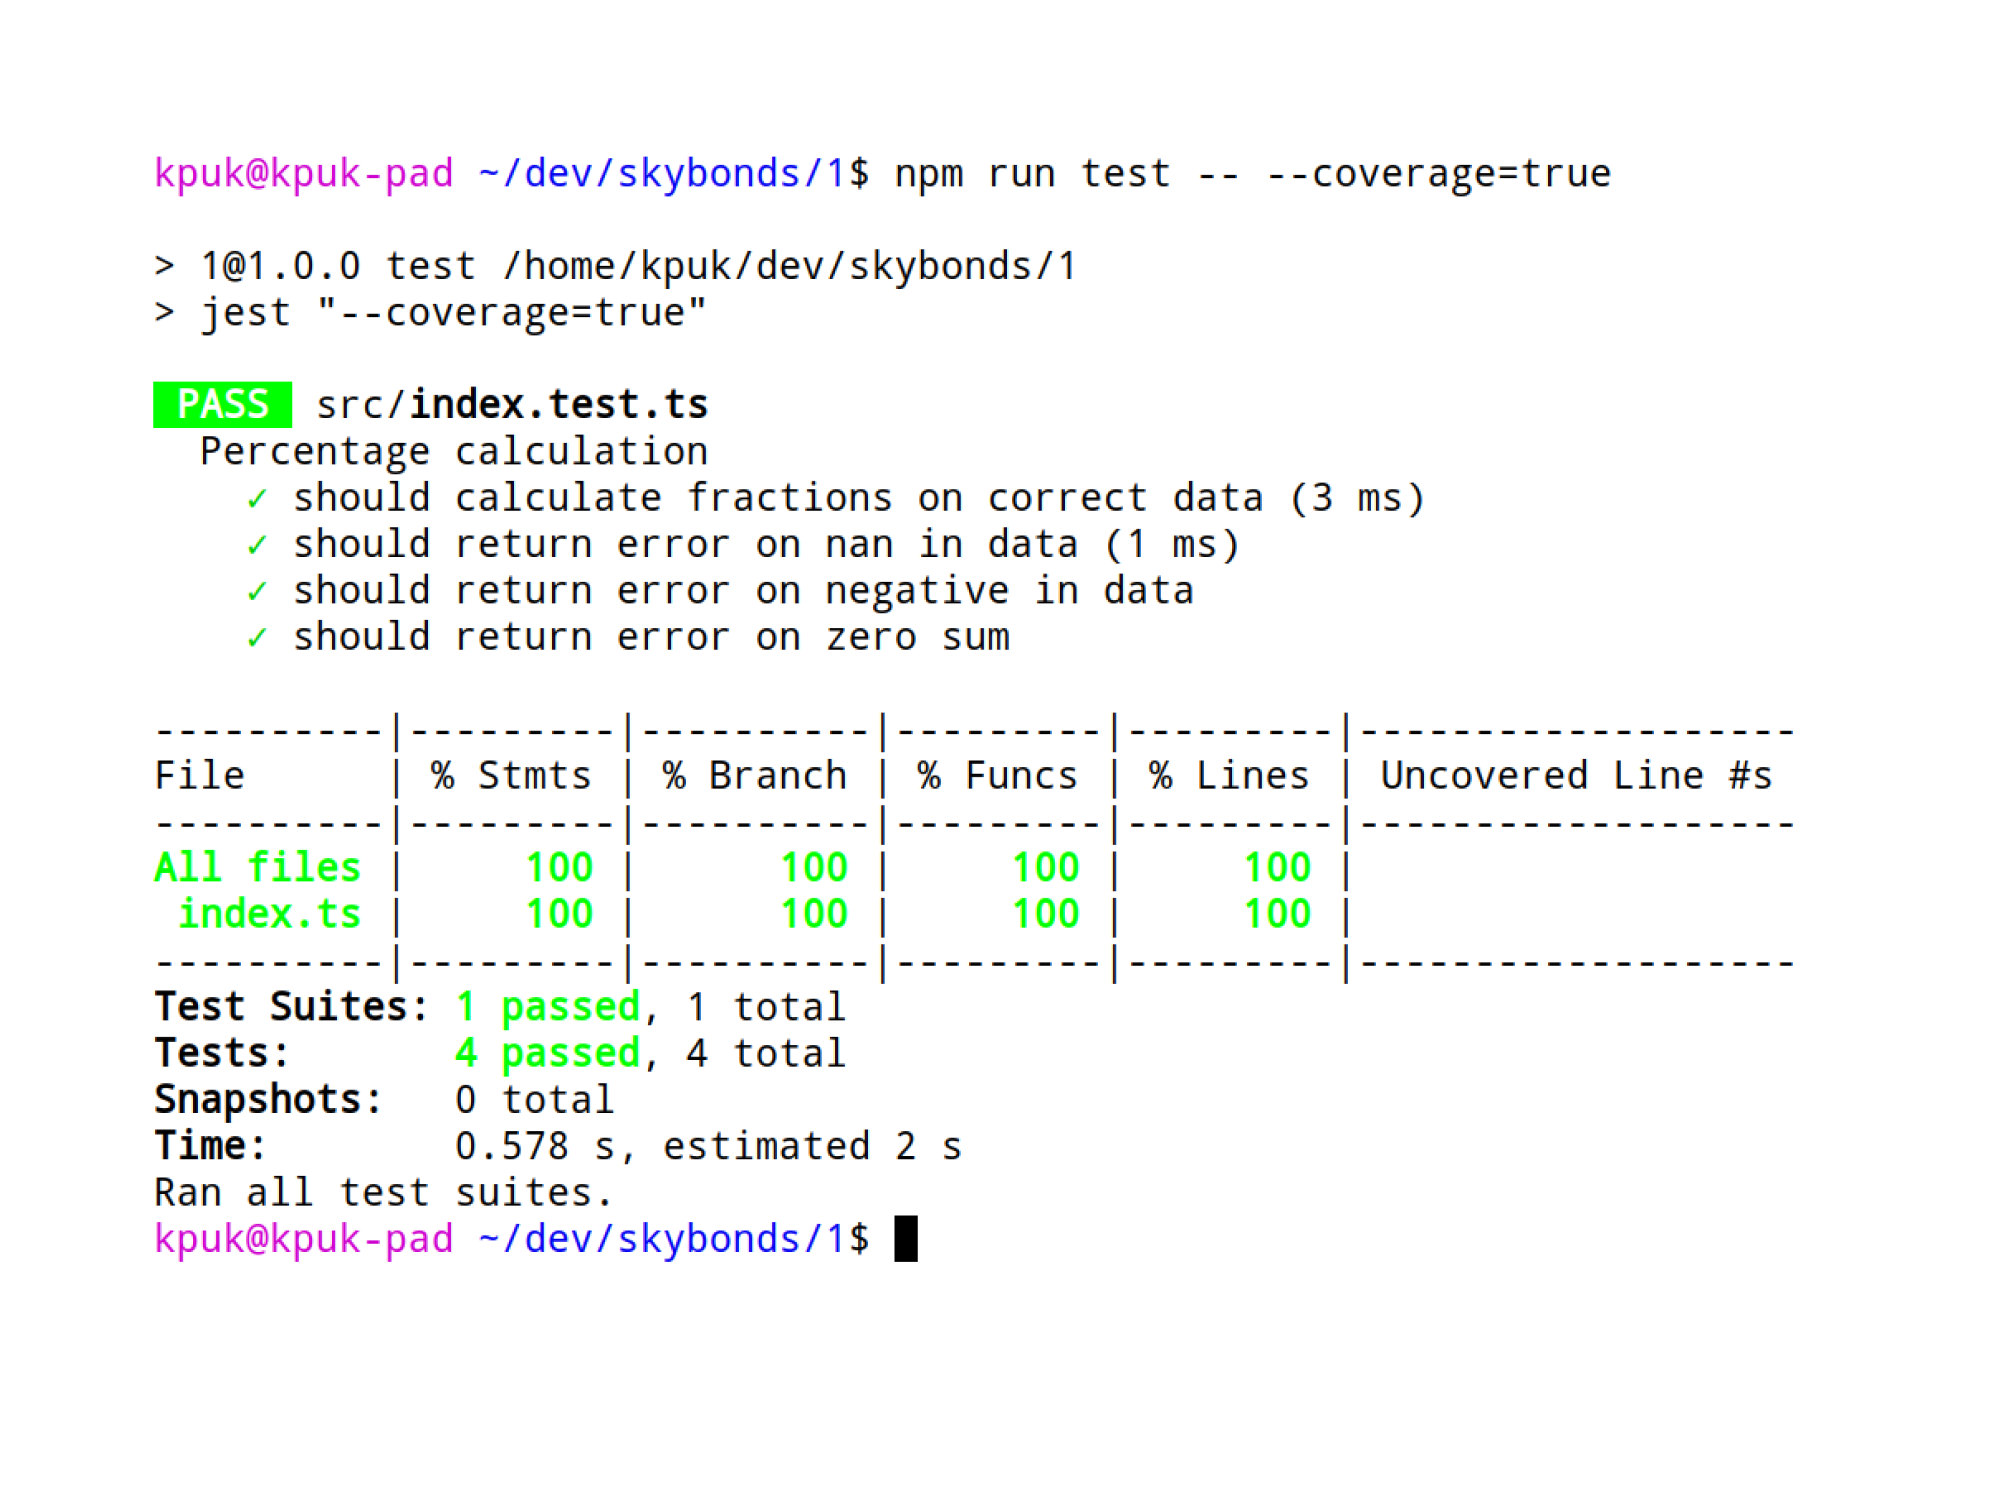 kpuk@kpuk-pad ~/dev/skybonds/1$ npm run test -- --coverage=true
> 1@1.0.0 test /home/kpuk/dev/skybonds/1
> jest "--coverage=true"
PASS src/index.test.ts
Percentage calculation
✓ should calculate fractions on correct data (3 ms)
✓ should return error on nan in data (1 ms)
✓ should return error on negative in data
✓ should return error on zero sum
----------|---------|----------|---------|---------|-------------------
File      | % Stmts | % Branch | % Funcs | % Lines | Uncovered Line #s
----------|---------|----------|---------|---------|-------------------
All files |     100 |      100 |     100 |     100 |
 index.ts |     100 |      100 |     100 |     100 |
----------|---------|----------|---------|---------|-------------------
Test Suites: 1 passed, 1 total
Tests:       4 passed, 4 total
Snapshots:   0 total
Time:        0.578 s, estimated 2 s
Ran all test suites.
kpuk@kpuk-pad ~/dev/skybonds/1$